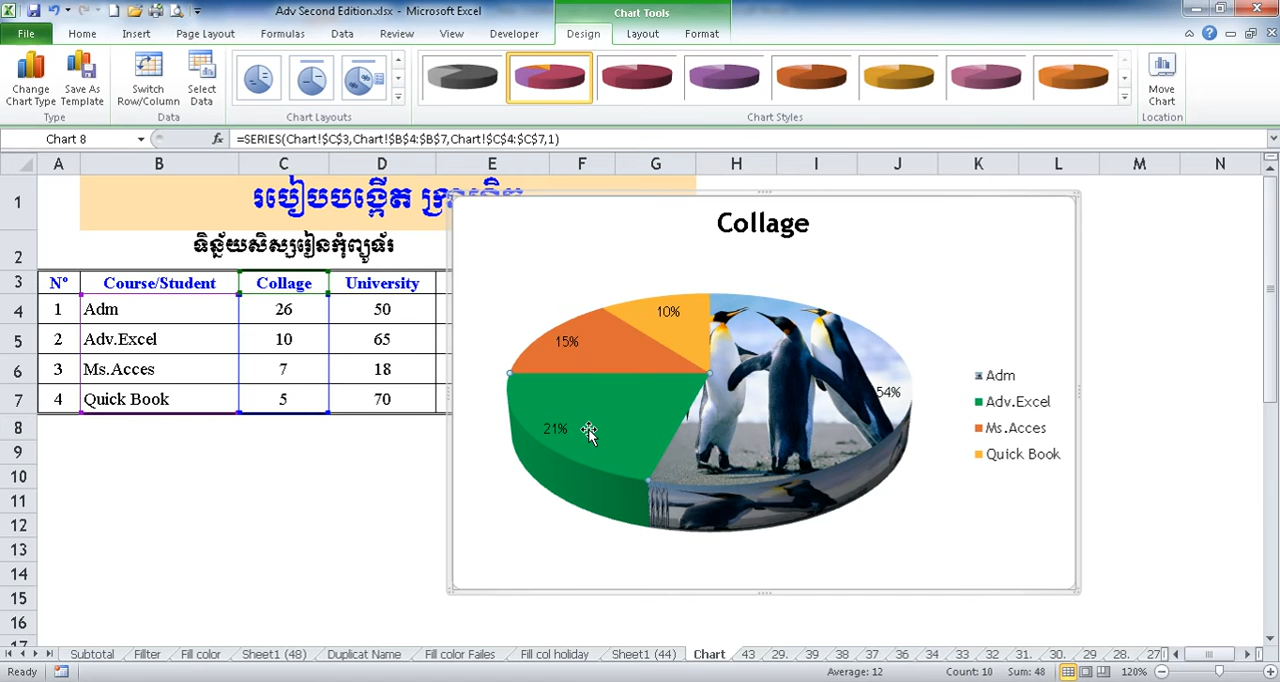 Adv Second Edition.xlsx - Microsoft Excel
Chart Tools
File Home Insert Page Layout Formulas Data Review View Developer Design Layout Format
Change Chart Type
Save As Template
Switch Row/Column
Select Data
Move Chart
Type
Data
Chart Layouts
Chart Styles
Location
Chart 8
fx
=SERIES(Chart!$C$3,Chart!$B$4:$B$7,Chart!$C$4:$C$7,1)
A B C D E F G H I J K L M N
1 របៀបបង្កើត
2 ទិន្ន័យសិស្សរៀនកុំព្យូទ័រ
3 Nº Course/Student Collage University
4 1 Adm 26 50
5 2 Adv.Excel 10 65
6 3 Ms.Acces 7 18
7 4 Quick Book 5 70
8
9
10
11
12
13
14
15
16
17
Collage
10%
15%
54%
21%
Adm
Adv.Excel
Ms.Acces
Quick Book
Subtotal Fllter Fill color Sheet1 (48) Duplicat Name Fill color Failes Fill col holiday Sheet1 (44) Chart 43 29. 39 38 37 36 34 33 32 31. 30. 29 28. 27
Ready
Average: 12 Count: 10 Sum: 48 120%